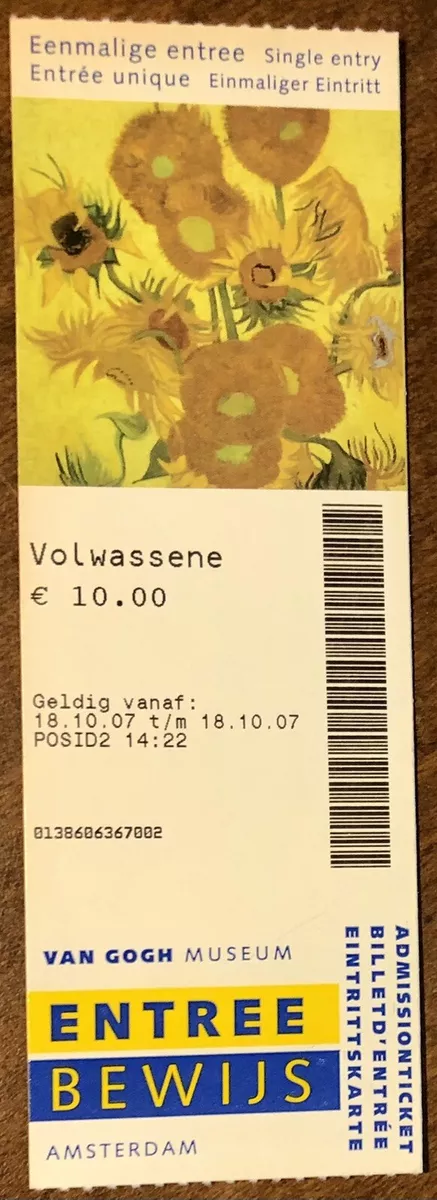 Eenmalige entree Single entry
Entrée unique Einmaliger Eintritt
Volwassene
€ 10.00
Geldig vanaf:
18.10.07 t/m 18.10.07
POSID2 14:22
0138606367002
VAN GOGH MUSEUM
ENTREE
BEWIJS
AMSTERDAM
ADMISSIONTICKET
BILLETD'ENTRÉE
EINTRITTSKARTE